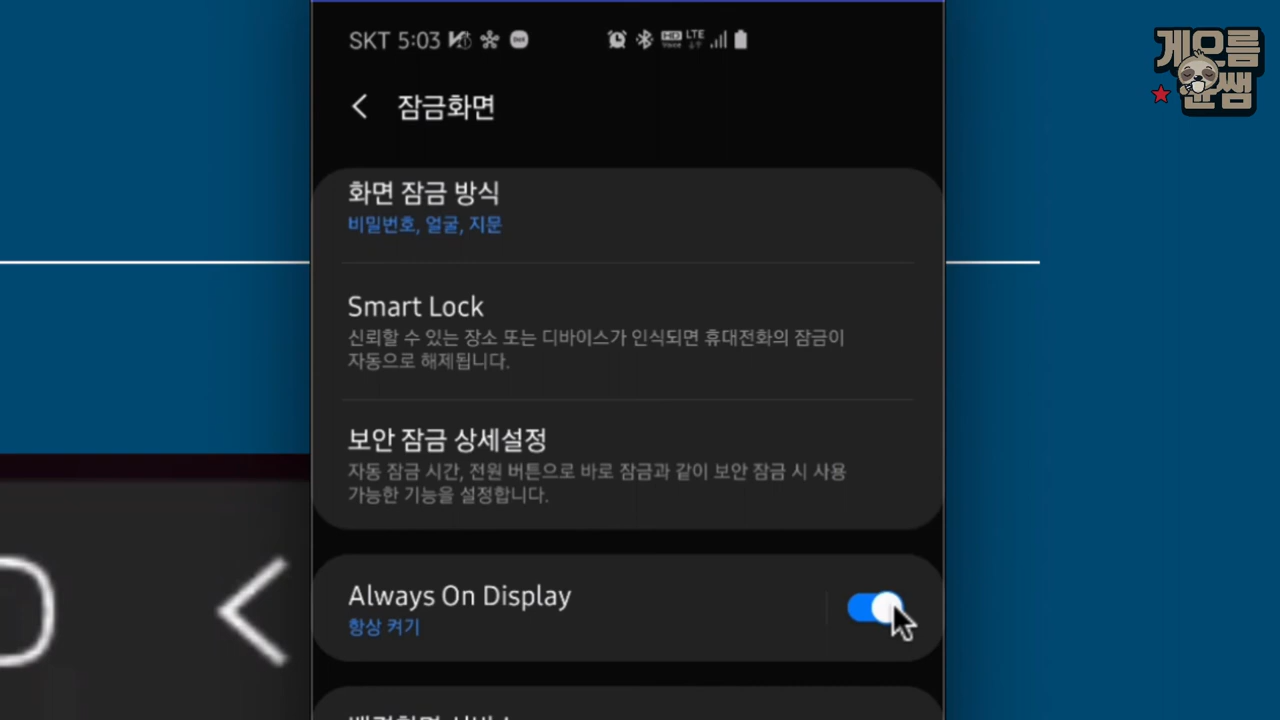 SKT 5:03
HD Voice LTE
게으름
윤쌤
잠금화면
화면 잠금 방식
비밀번호, 얼굴, 지문
Smart Lock
신뢰할 수 있는 장소 또는 디바이스가 인식되면 휴대전화의 잠금이
자동으로 해제됩니다.
보안 잠금 상세설정
자동 잠금 시간, 전원 버튼으로 바로 잠금과 같이 보안 잠금 시 사용
가능한 기능을 설정합니다.
Always On Display
항상 켜기